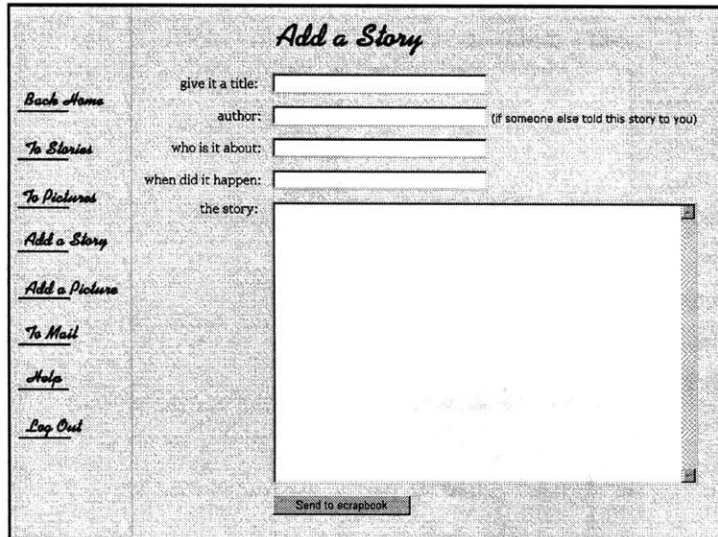 Add a Story
Back Home
To Stories
To Pictures
Add a Story
Add a Picture
To Mail
Help
Log Out
give it a title:
author:
(if someone else told this story to you)
who is it about:
when did it happen:
the story:
Send to scrapbook